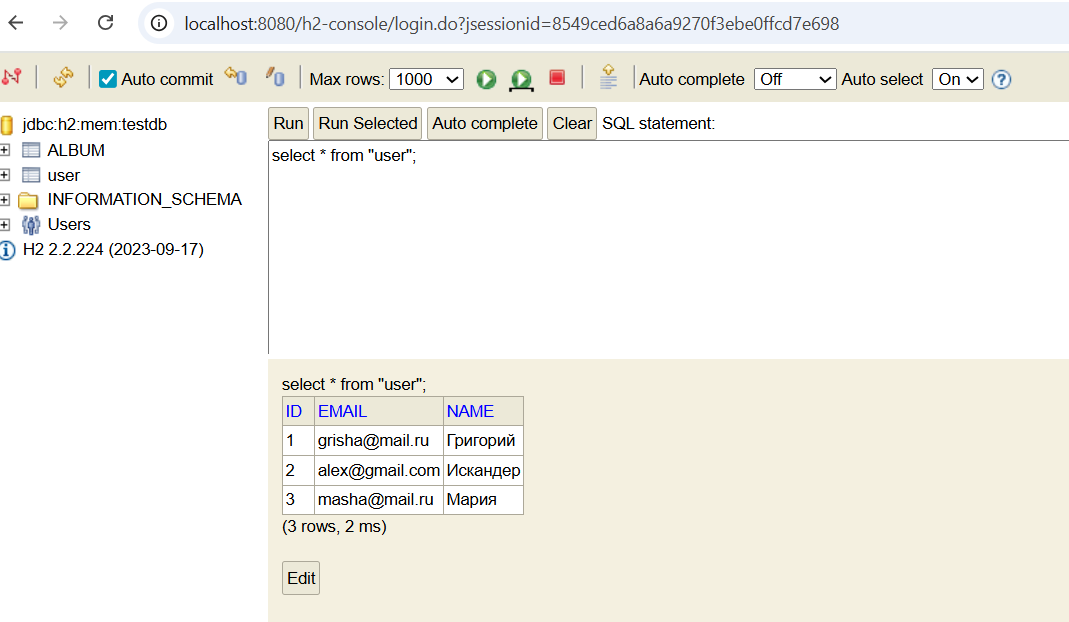 localhost:8080/h2-console/login.do?jsessionid=8549ced6a8a6a9270f3ebe0ffcd7e698
Auto commit Max rows: 1000 Auto complete Off Auto select On
jdbc:h2:mem:testdb
ALBUM
user
INFORMATION_SCHEMA
Users
H2 2.2.224 (2023-09-17)
Run Run Selected Auto complete Clear SQL statement:
select * from "user";
select * from "user";
ID EMAIL NAME
1 grisha@mail.ru Григорий
2 alex@gmail.com Искандер
3 masha@mail.ru Мария
(3 rows, 2 ms)
Edit